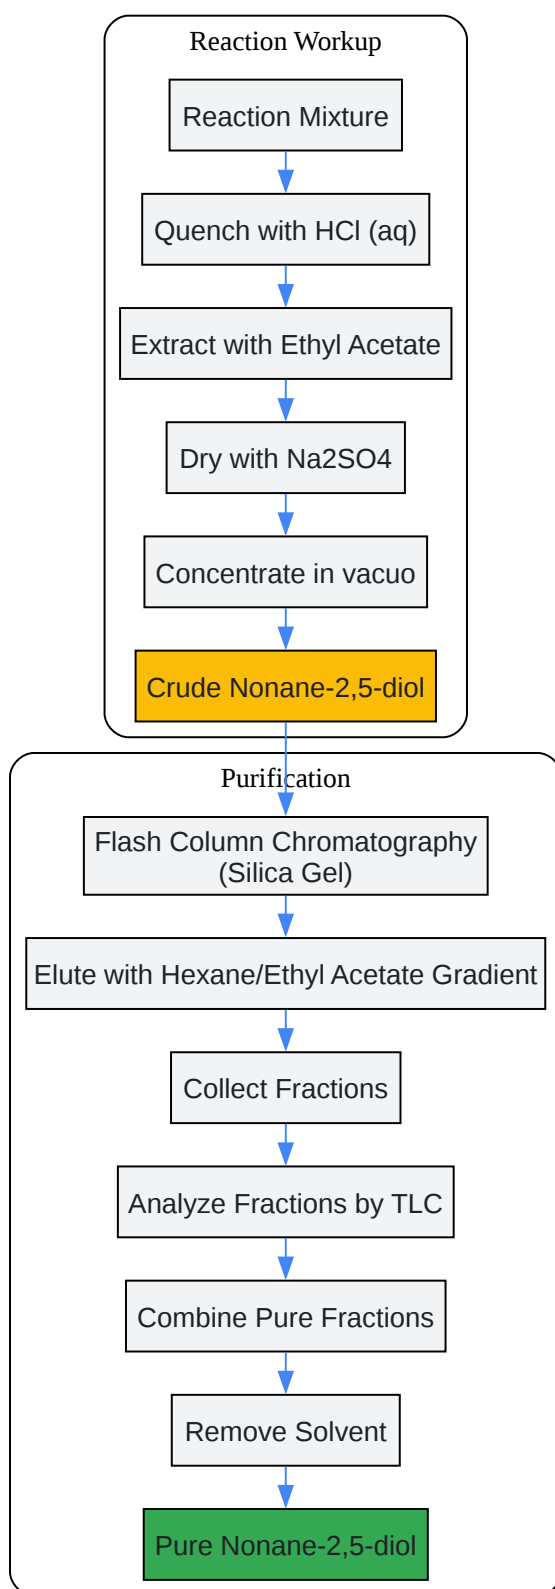 Reaction Workup
Reaction Mixture
Quench with HCl (aq)
Extract with Ethyl Acetate
Dry with Na2SO4
Concentrate in vacuo
Crude Nonane-2,5-diol
Purification
Flash Column Chromatography
(Silica Gel)
Elute with Hexane/Ethyl Acetate Gradient
Collect Fractions
Analyze Fractions by TLC
Combine Pure Fractions
Remove Solvent
Pure Nonane-2,5-diol